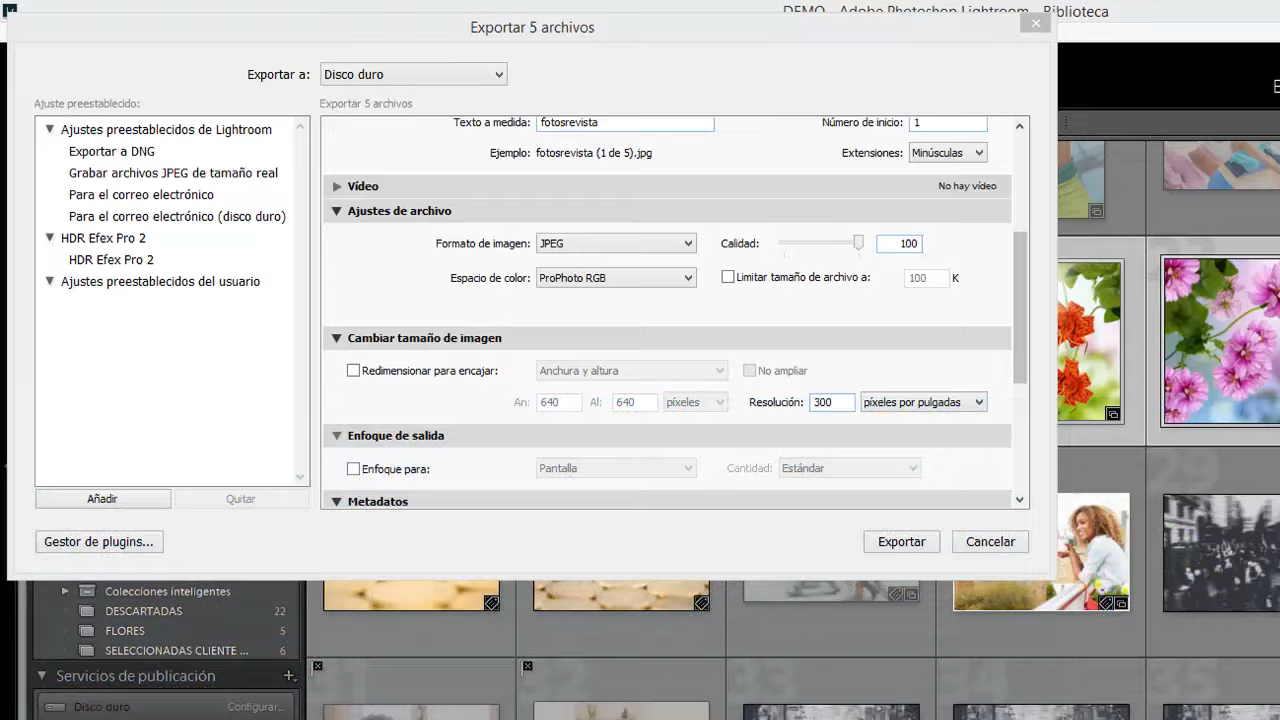 DEMO - Adobe Photoshop Lightroom - Biblioteca
Exportar 5 archivos
Exportar a: Disco duro
Ajuste preestablecido:
Ajustes preestablecidos de Lightroom
Exportar a DNG
Grabar archivos JPEG de tamaño real
Para el correo electrónico
Para el correo electrónico (disco duro)
HDR Efex Pro 2
HDR Efex Pro 2
Ajustes preestablecidos del usuario
Añadir Quitar
Exportar 5 archivos
Texto a medida: fotosrevista Número de inicio: 1
Ejemplo: fotosrevista (1 de 5).jpg Extensiones: Minúsculas
Vídeo No hay vídeo
Ajustes de archivo
Formato de imagen: JPEG Calidad: 100
Espacio de color: ProPhoto RGB Limitar tamaño de archivo a: 100 K
Cambiar tamaño de imagen
Redimensionar para encajar: Anchura y altura No ampliar
An: 640 Al: 640 píxeles Resolución: 300 píxeles por pulgadas
Enfoque de salida
Enfoque para: Pantalla Cantidad: Estándar
Metadatos
Gestor de plugins... Exportar Cancelar
Colecciones inteligentes
DESCARTADAS 22
FLORES 5
SELECCIONADAS CLIENTE ... 6
Servicios de publicación
Disco duro Configurar...
29
31 32 33 34 35